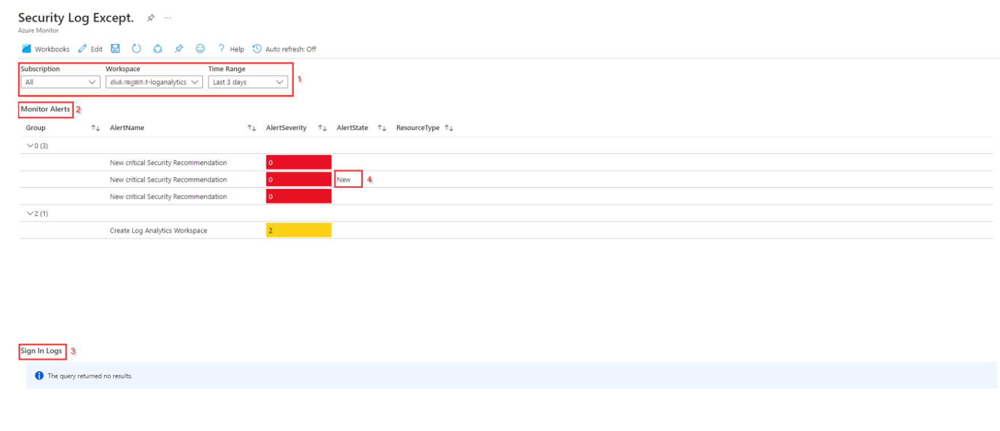 Security Log Except. ...
Azure Monitor
Workbooks Edit Help Auto refresh: Off
Subscription Workspace Time Range
All -loganalytics Last 3 days 1
Monitor Alerts 2
Group AlertName AlertSeverity AlertState ResourceType
0 (3)
New critical Security Recommendation 0
New critical Security Recommendation 0 New 4
New critical Security Recommendation 0
2 (1)
Create Log Analytics Workspace 2
Sign In Logs 3
The query returned no results.